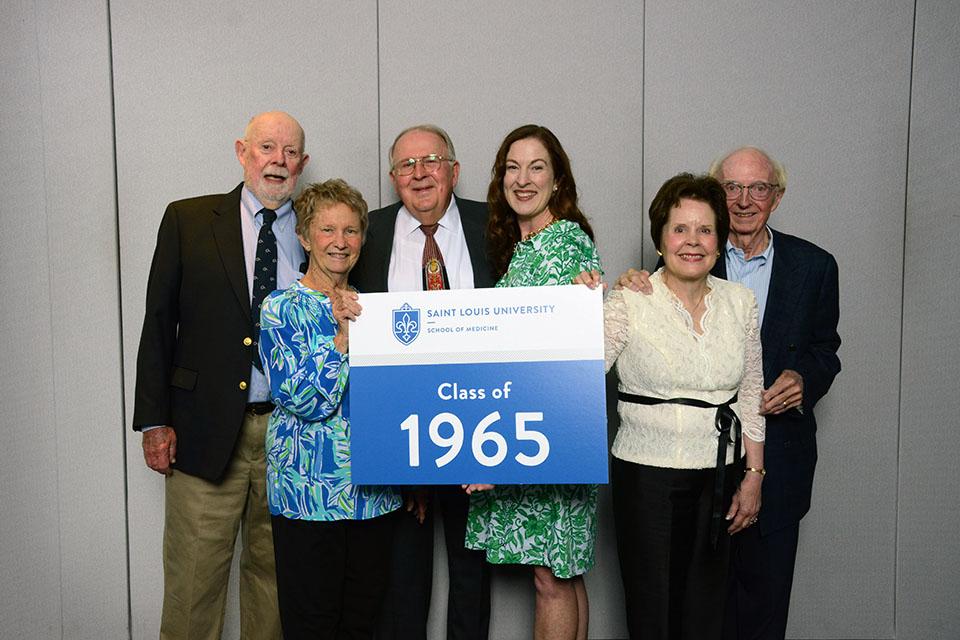 SAINT LOUIS UNIVERSITY
SCHOOL OF MEDICINE
Class of
1965